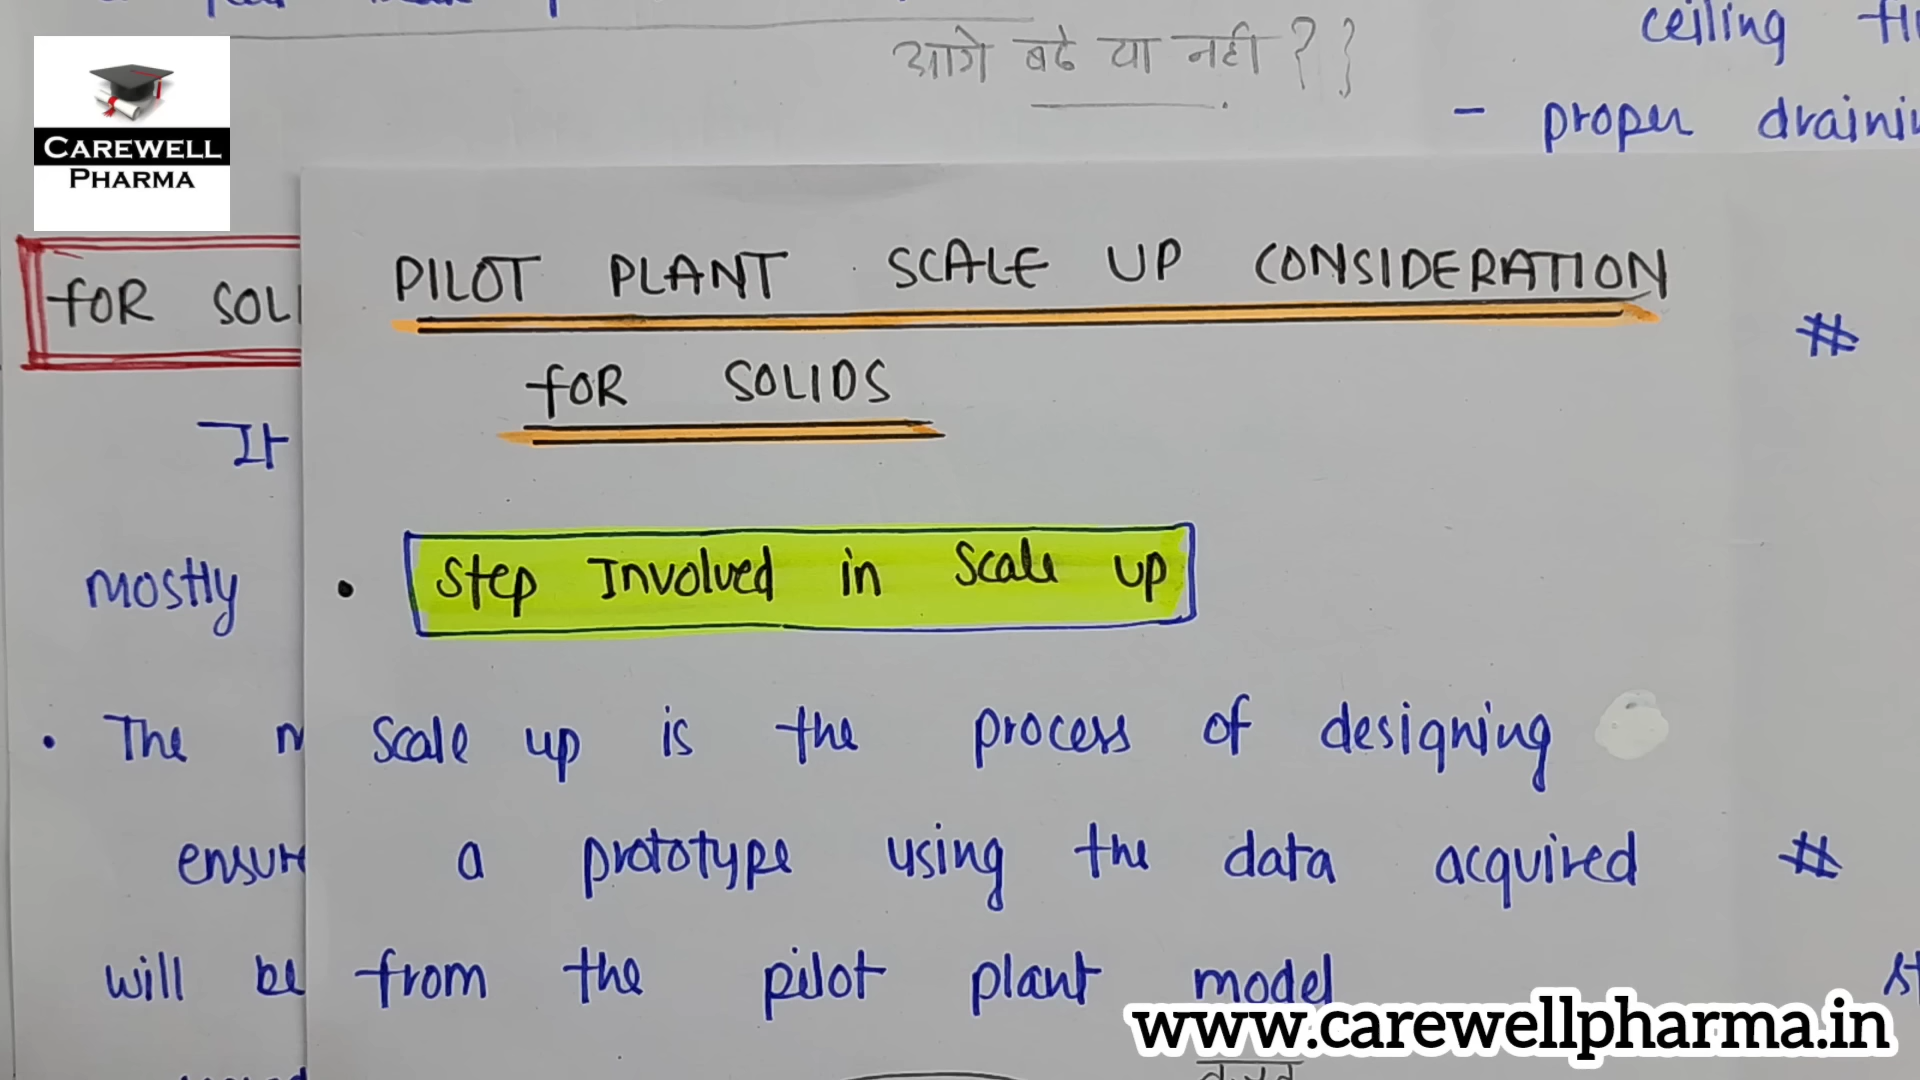 आगे बढे या नही ??
ceiling
- proper
CAREWELL
PHARMA
PILOT PLANT SCALE UP CONSIDERATION
fOR SOLIDS
fOR
It
#
mostly
• Step Involved in Scale up
• The
Scale up is the process of designing
a prototype using the data acquired
#
will be
from the pilot plant model
www.carewellpharma.in